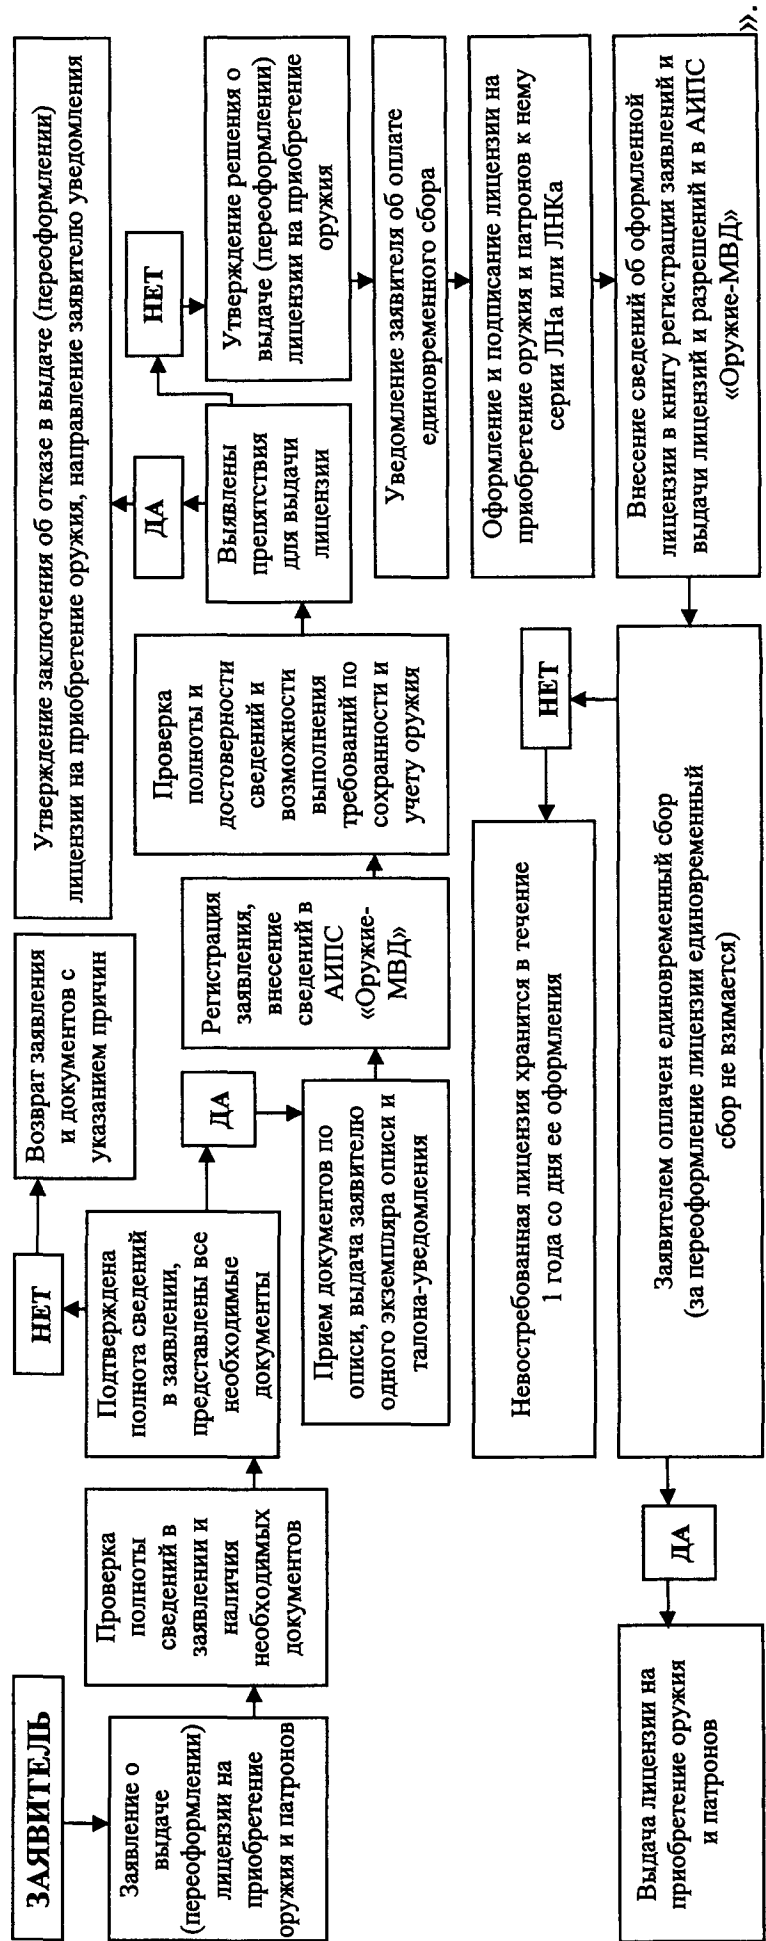 ЗАЯВИТЕЛЬ
Заявление о
выдаче
(переоформлении)
лицензии на
приобретение
оружия и патронов
Проверка
полноты
сведений в
заявлении и
наличия
необходимых
документов
Подтверждена
полнота сведений
в заявлении,
представлены все
необходимые
документы
НЕТ
Возврат заявления
и документов с
указанием причин
ДА
Прием документов по
описи, выдача заявителю
одного экземпляра описи и
талона-уведомления
Регистрация
заявления,
внесение
сведений в
АИПС
«Оружие-
МВД»
Проверка
полноты и
достоверности
сведений и
возможности
выполнения
требований по
сохранности и
учету оружия
Выявлены
препятствия
для выдачи
лицензии
ДА
Утверждение заключения об отказе в выдаче (переоформлении)
лицензии на приобретение оружия, направление заявителю уведомления
НЕТ
Утверждение решения о
выдаче (переоформлении)
лицензии на приобретение
оружия
Уведомление заявителя об оплате
единовременного сбора
Оформление и подписание лицензии на
приобретение оружия и патронов к нему
серии ЛНа или ЛНКа
Внесение сведений об оформленной
лицензии в книгу регистрации заявлений и
выдачи лицензий и разрешений и в АИПС
«Оружие-МВД»
Заявителем оплачен единовременный сбор
(за переоформление лицензии единовременный
сбор не взимается)
НЕТ
Невостребованная лицензия хранится в течение
1 года со дня ее оформления
ДА
Выдача лицензии на
приобретение оружия
и патронов
».